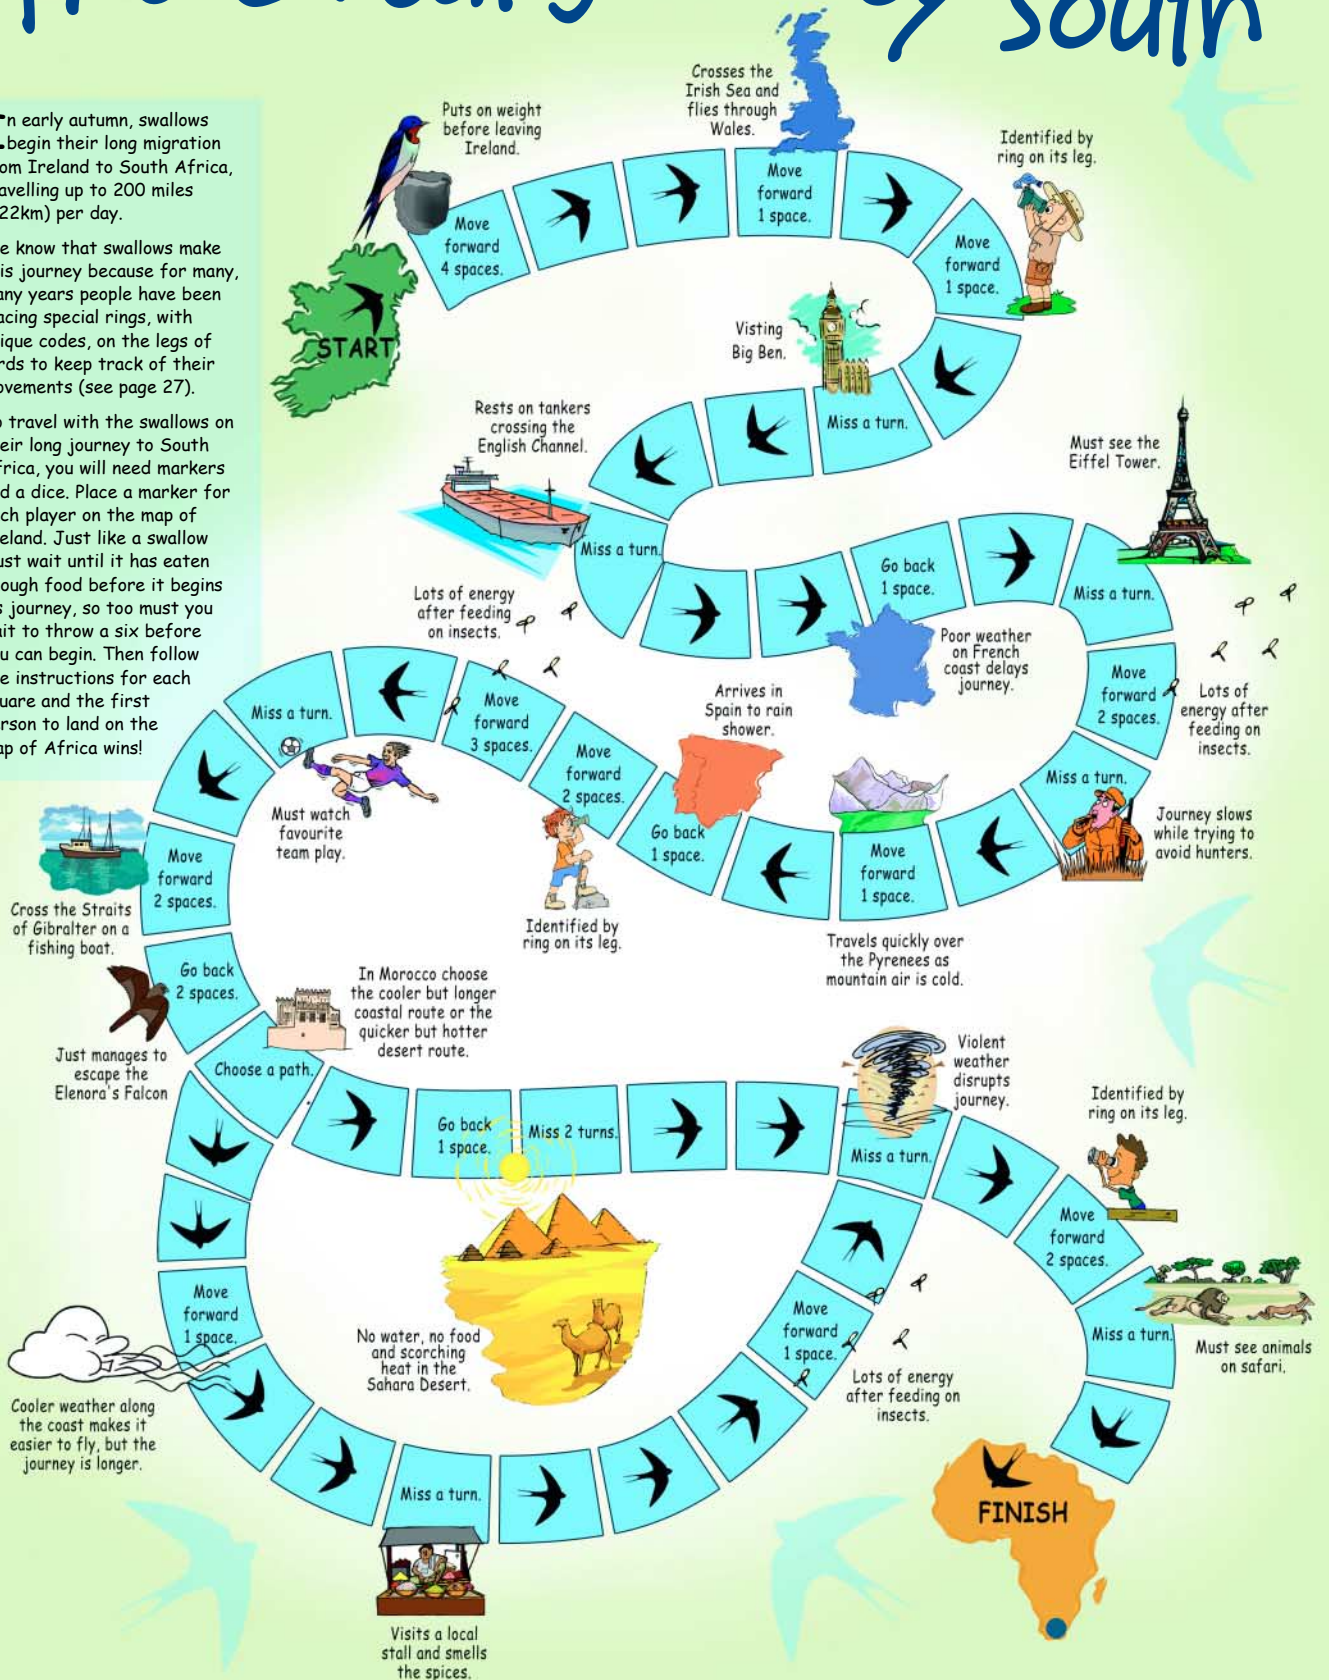 South
n early autumn, swallows
begin their long migration
om Ireland to South Africa,
avelling up to 200 miles
22km) per day.
e know that swallows make
is journey because for many,
any years people have been
acing special rings, with
ique codes, on the legs of
rds to keep track of their
ovements (see page 27).
o travel with the swallows on
eir long journey to South
frica, you will need markers
d a dice. Place a marker for
ch player on the map of
eland. Just like a swallow
ust wait until it has eaten
ough food before it begins
s journey, so too must you
ait to throw a six before
u can begin. Then follow
e instructions for each
uare and the first
erson to land on the
ap of Africa wins!
START
Puts on weight
before leaving
Ireland.
Move
forward
4 spaces.
Crosses the
Irish Sea and
flies through
Wales.
Move
forward
1 space.
Identified by
ring on its leg.
Move
forward
1 space.
Visting
Big Ben.
Miss a turn.
Rests on tankers
crossing the
English Channel.
Miss a turn.
Go back
1 space.
Poor weather
on French
coast delays
journey.
Must see the
Eiffel Tower.
Miss a turn.
Move
forward
2 spaces.
Lots of
energy after
feeding on
insects.
Miss a turn.
Journey slows
while trying to
avoid hunters.
Move
forward
1 space.
Travels quickly over
the Pyrenees as
mountain air is cold.
Arrives in
Spain to rain
shower.
Go back
1 space.
Move
forward
2 spaces.
Identified by
ring on its leg.
Lots of energy
after feeding
on insects.
Move
forward
3 spaces.
Miss a turn.
Must watch
favourite
team play.
Move
forward
2 spaces.
Cross the Straits
of Gibralter on a
fishing boat.
Go back
2 spaces.
Just manages to
escape the
Elenora's Falcon
In Morocco choose
the cooler but longer
coastal route or the
quicker but hotter
desert route.
Choose a path.
Go back
1 space.
Miss 2 turns.
No water, no food
and scorching
heat in the
Sahara Desert.
Move
forward
1 space.
Cooler weather along
the coast makes it
easier to fly, but the
journey is longer.
Miss a turn.
Visits a local
stall and smells
the spices.
Move
forward
1 space.
Lots of energy
after feeding on
insects.
Violent
weather
disrupts
journey.
Miss a turn.
Identified by
ring on its leg.
Move
forward
2 spaces.
Miss a turn.
Must see animals
on safari.
FINISH